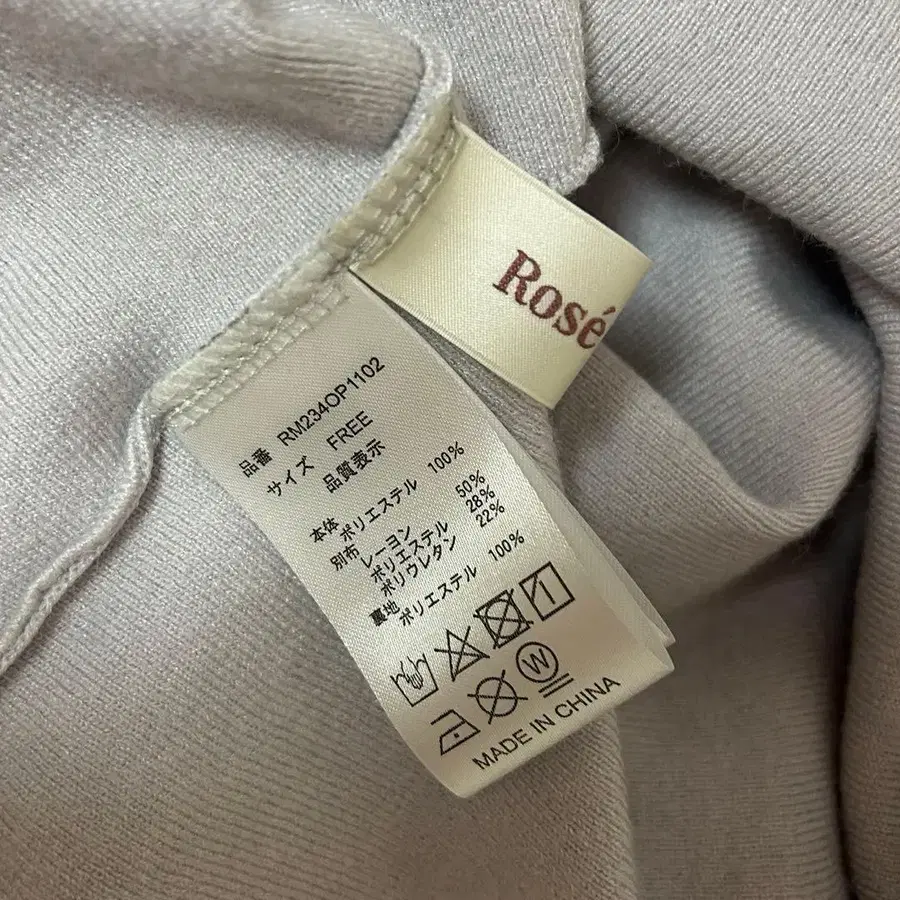 Rosé
品番 RM234OP1102
サイズ FREE
品質表示
本体 ポリエステル 100%
別布 レーヨン 50%
ポリエステル 28%
ポリウレタン 22%
裏地 ポリエステル 100%
W
MADE IN CHINA